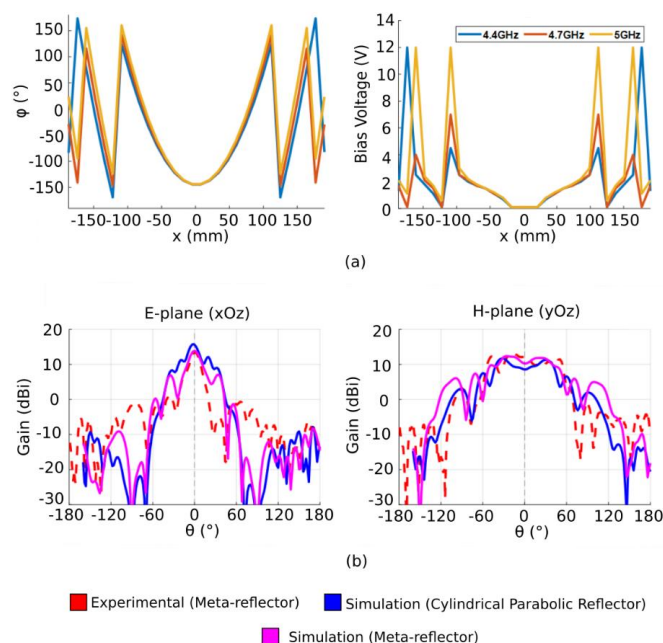 φ (°)
150
100
50
0
-50
-100
-150
-150 -100 -50 0 50 100 150
x (mm)
Bias Voltage (V)
14
12
10
8
6
4
2
0
4.4GHz 4.7GHz 5GHz
-150 -100 -50 0 50 100 150
x (mm)
(a)
E-plane (xOz)
Gain (dBi)
20
10
0
-10
-20
-30
-180 -120 -60 0 60 120 180
θ (°)
H-plane (yOz)
Gain (dBi)
20
10
0
-10
-20
-30
-180 -120 -60 0 60 120 180
θ (°)
(b)
Experimental (Meta-reflector) Simulation (Cylindrical Parabolic Reflector)
Simulation (Meta-reflector)